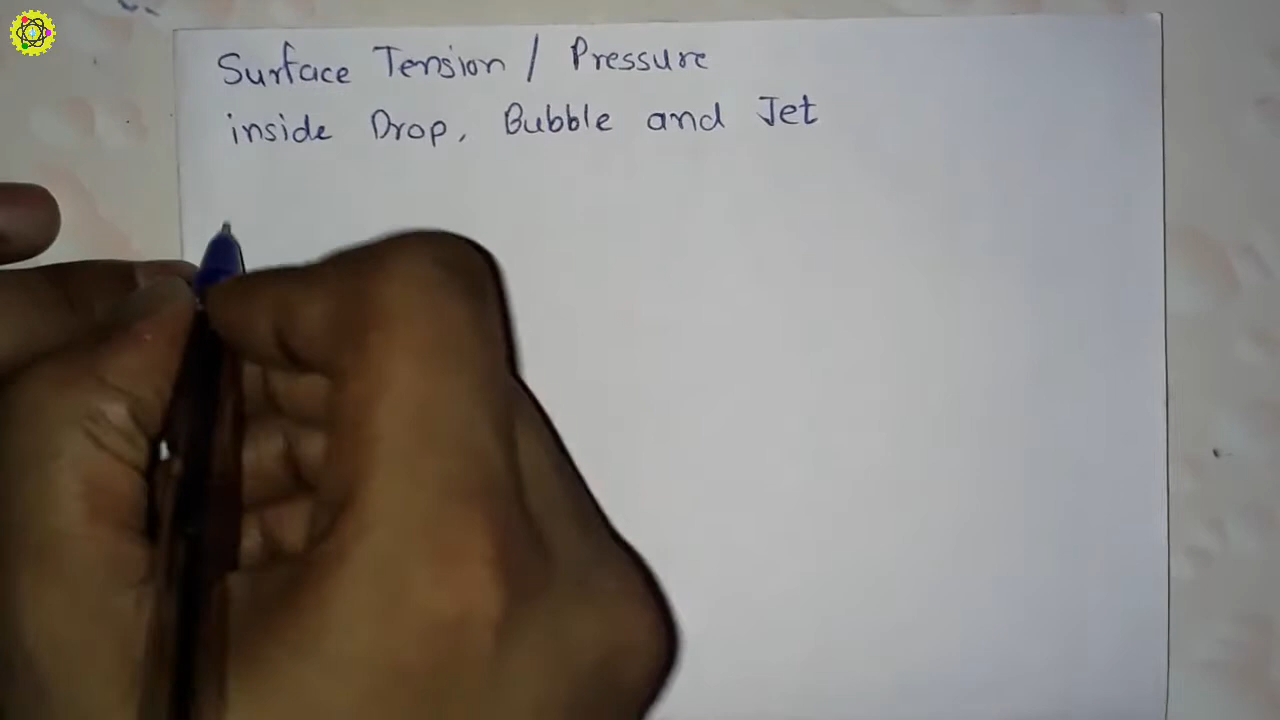 Surface Tension / Pressure
inside Drop, Bubble and Jet